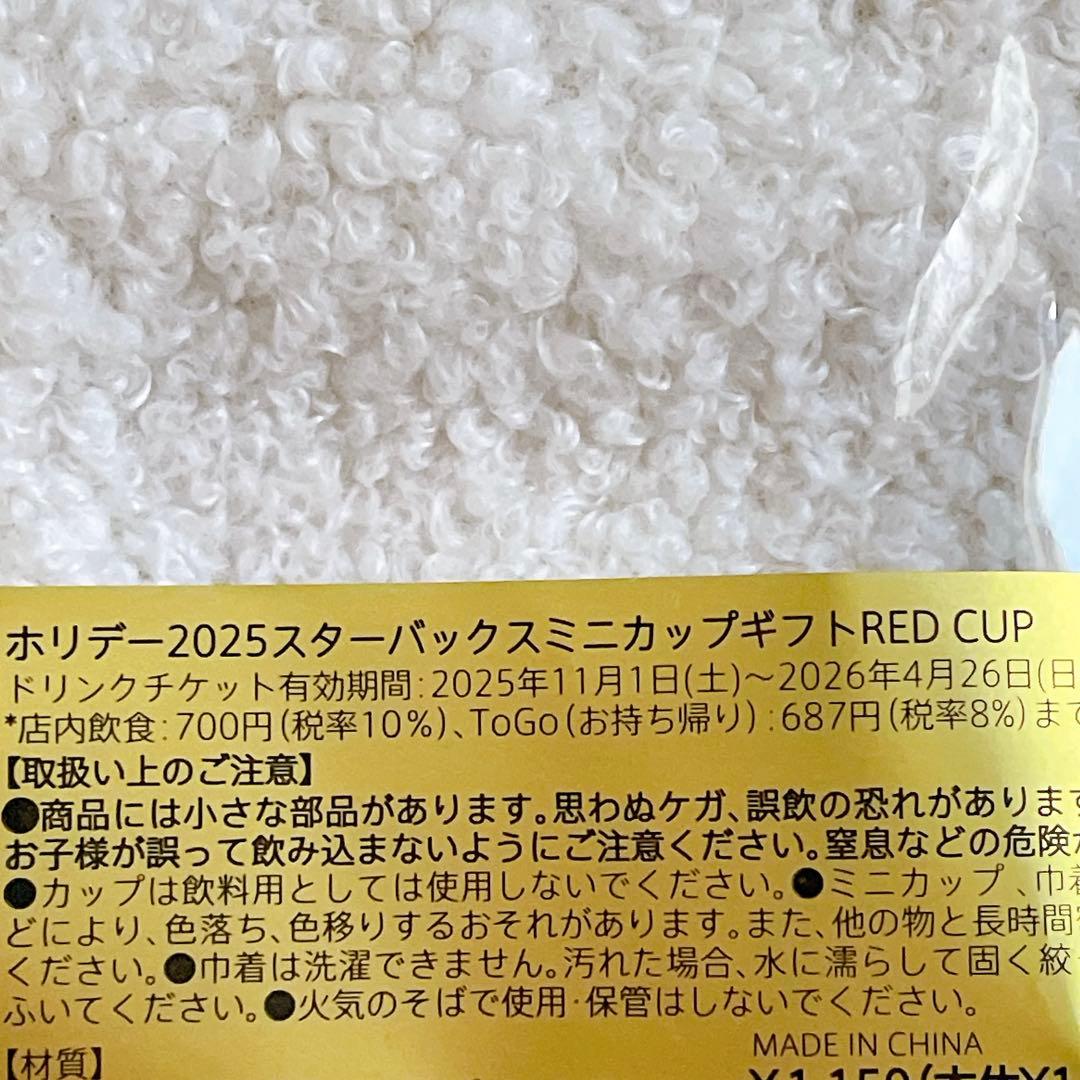 ホリデー2025スターバックスミニカップギフトRED CUP
ドリンクチケット有効期間:2025年11月1日(土)～2026年4月26日(日
*店内飲食:700円(税率10%)、ToGo(お持ち帰り):687円(税率8%)まで
【取扱い上のご注意】
●商品には小さな部品があります。思わぬケガ、誤飲の恐れがあります
お子様が誤って飲み込まないようにご注意ください。窒息などの危険が
●カップは飲料用としては使用しないでください。●ミニカップ、巾着
どにより、色落ち、色移りするおそれがあります。また、他の物と長時間
ください。●巾着は洗濯できません。汚れた場合、水に濡らして固く絞っ
ふいてください。●火気のそばで使用·保管はしないでください。
MADE IN CHINA
【材質】
¥1,150(本体¥1